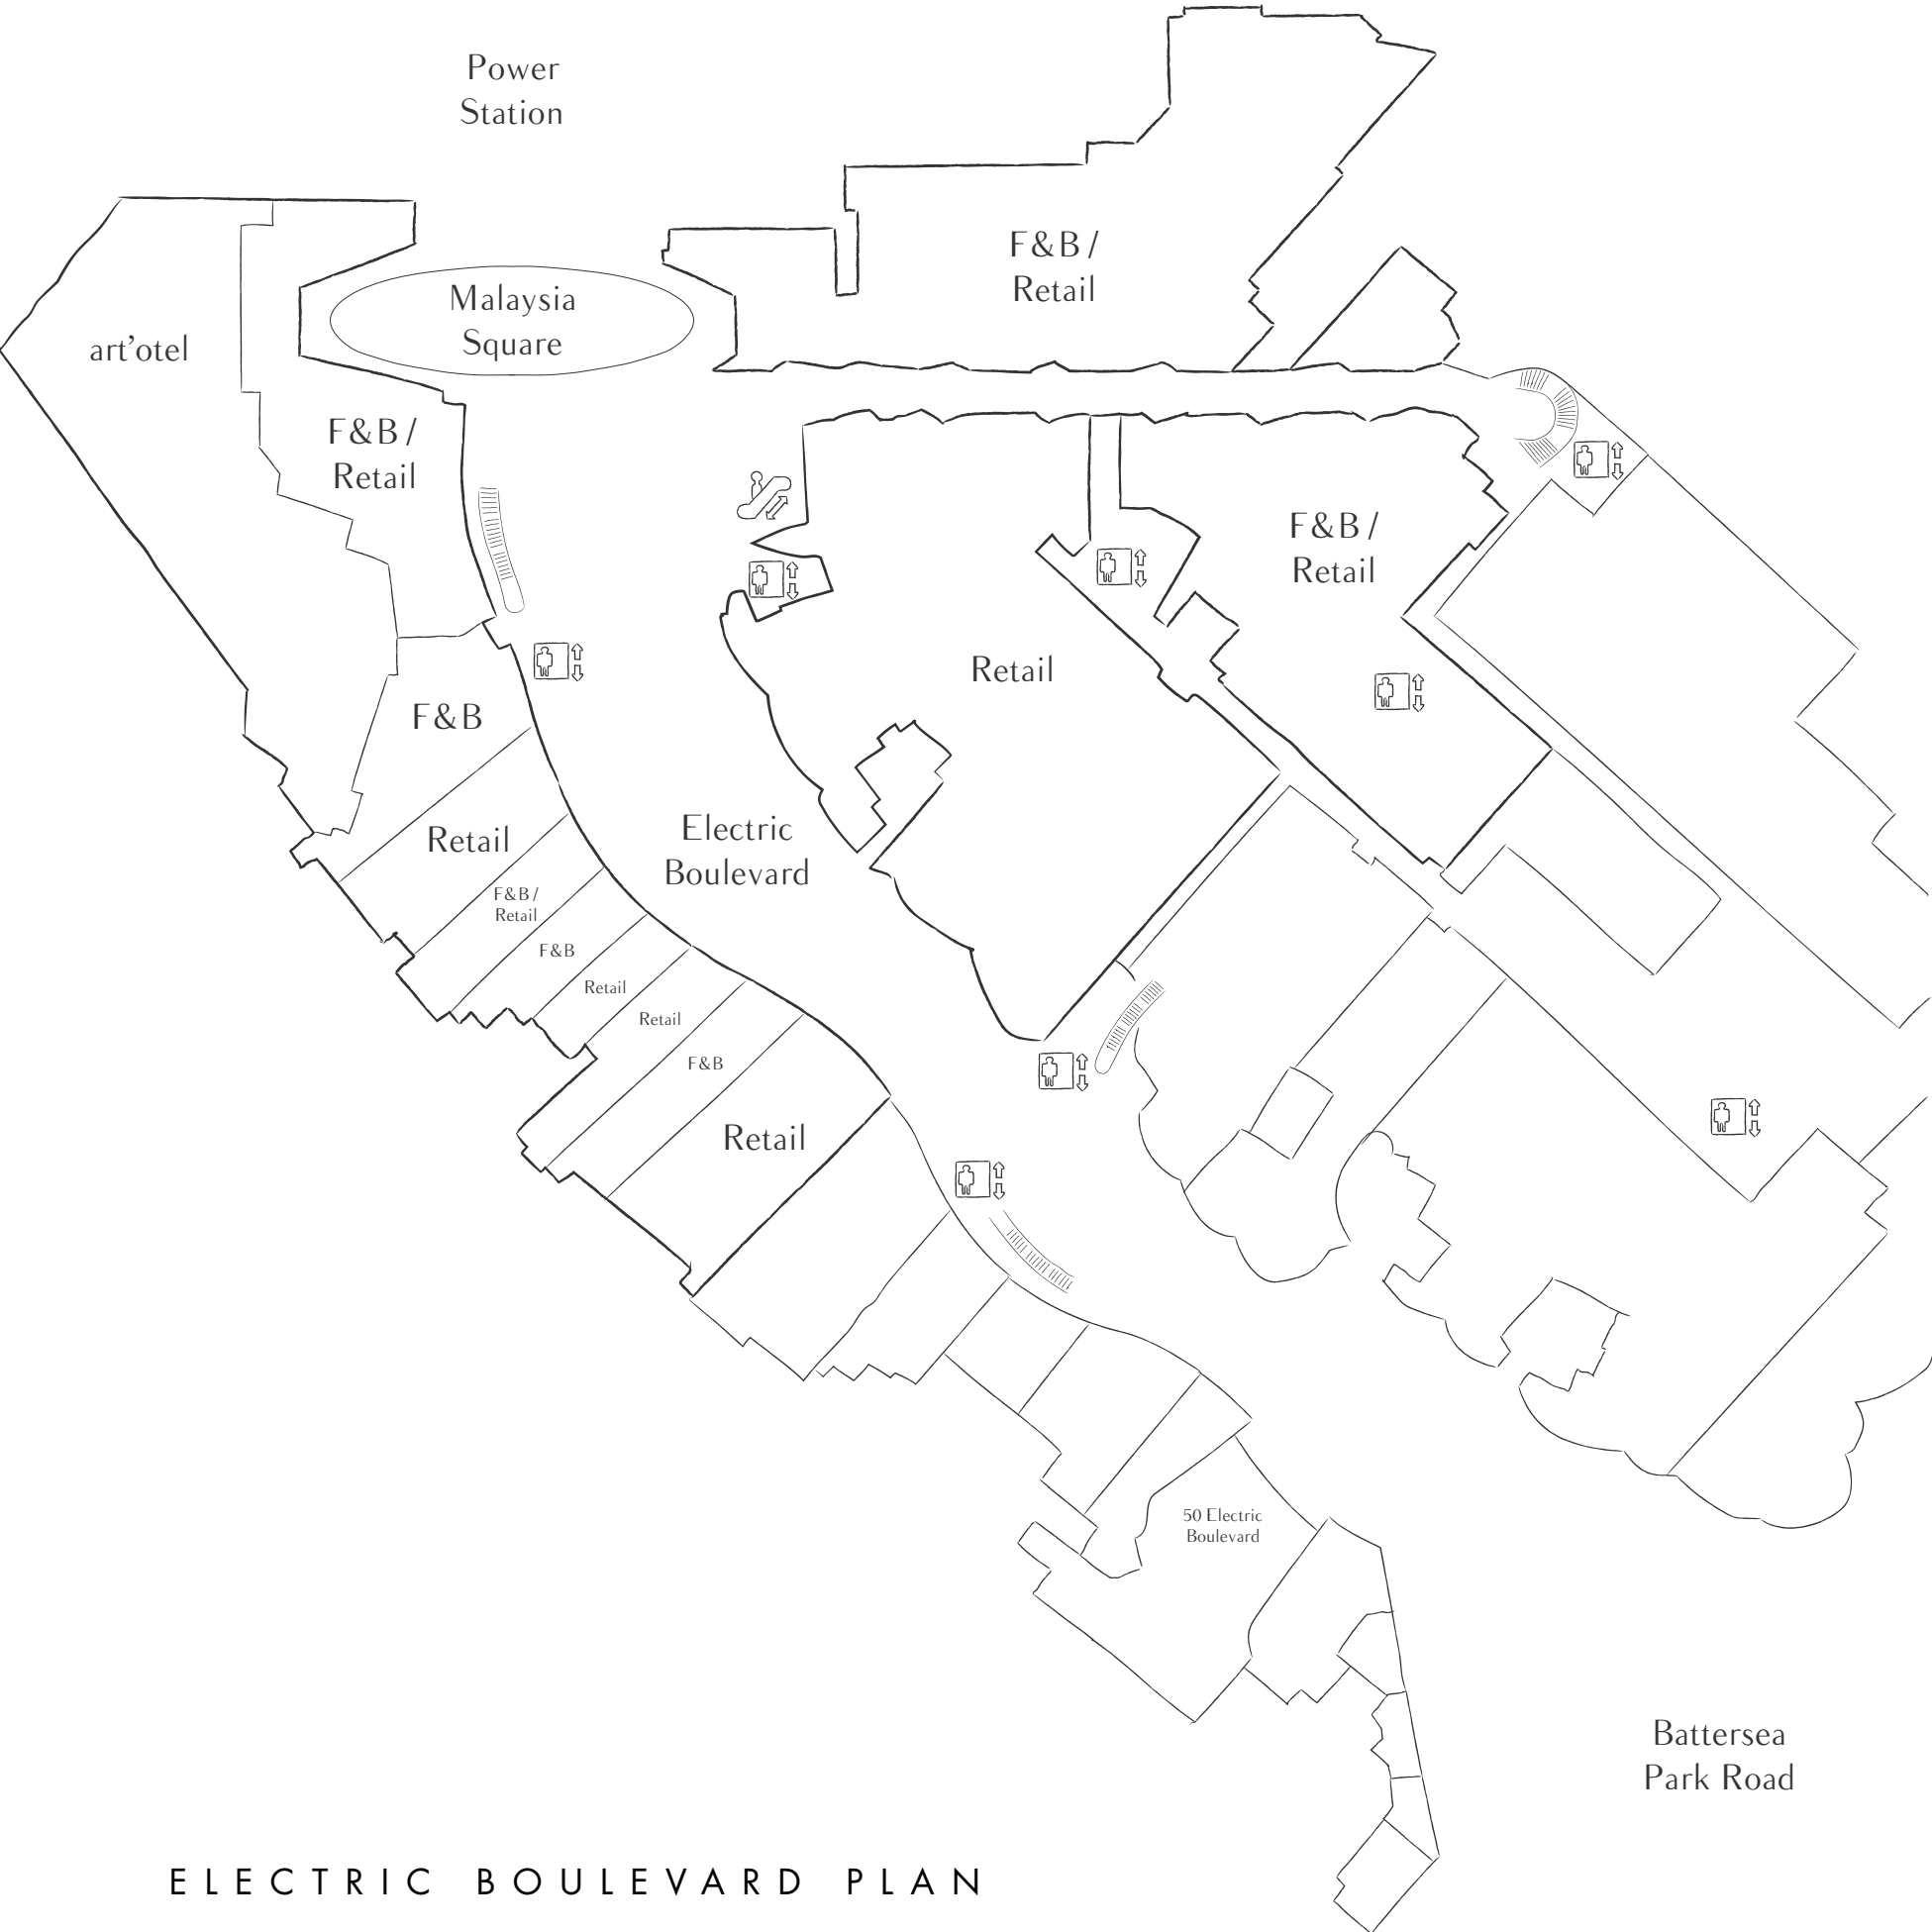 Power
Station
F&B /
Retail
Malaysia
Square
art’otel
F&B /
Retail
F&B /
Retail
Retail
F&B
Electric
Boulevard
Retail
F&B /
Retail
F&B
Retail
Retail
F&B
Retail
50 Electric
Boulevard
Battersea
Park Road
ELECTRIC BOULEVARD PLAN